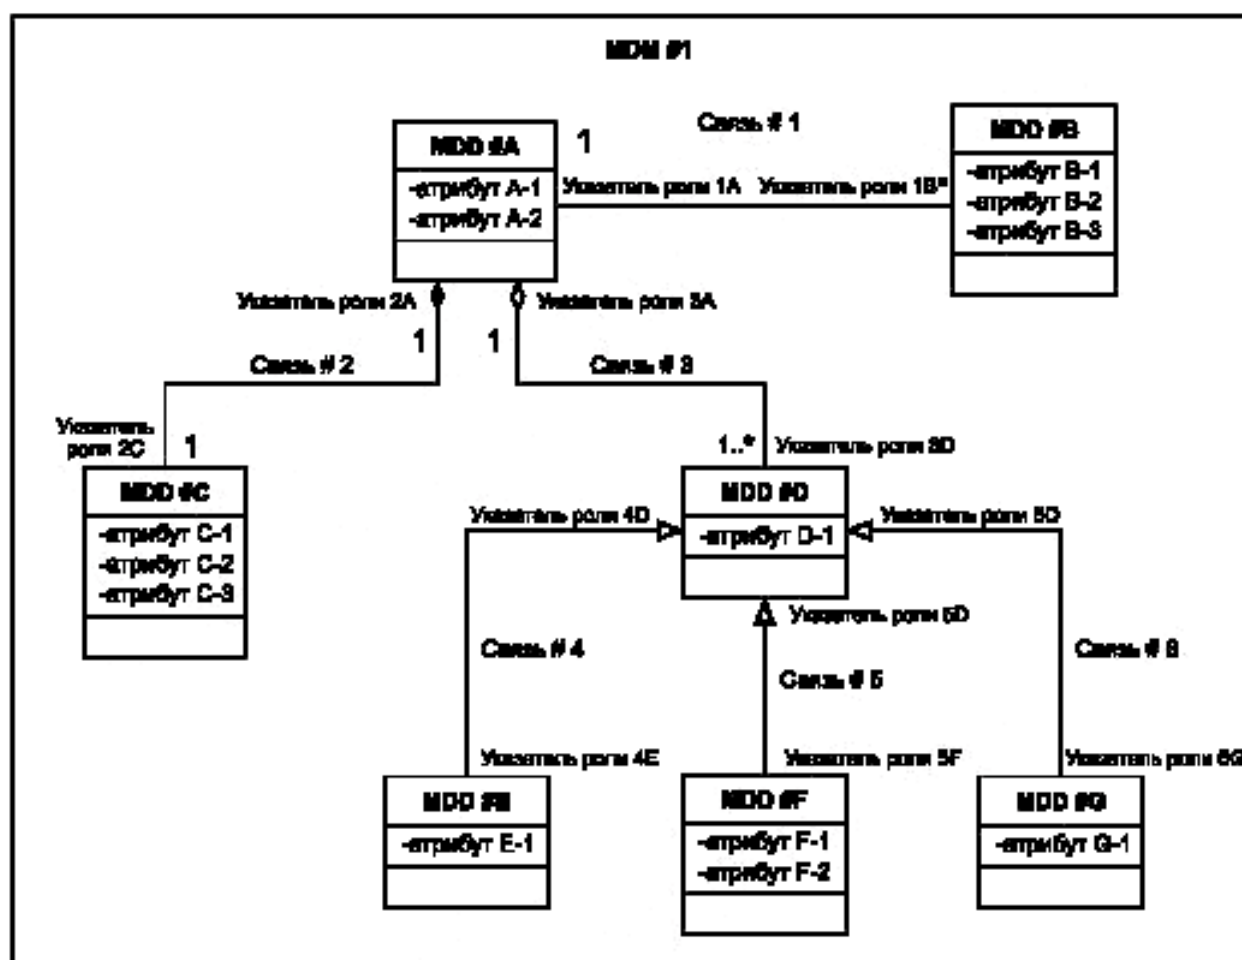 MDM #1
Связь # 1
MDD #A
1
MDD #B
-атрибут A-1
-атрибут A-2
Указатель роли 1A
Указатель роли 1B*
-атрибут B-1
-атрибут B-2
-атрибут B-3
Указатель роли 2A
Указатель роли 3A
1
1
Связь # 2
Связь # 3
Указатель
роли 2C
1
1..*
Указатель роли 3D
MDD #C
-атрибут C-1
-атрибут C-2
-атрибут C-3
MDD #D
-атрибут D-1
Указатель роли 4D
Указатель роли 6D
Указатель роли 5D
Связь # 4
Связь # 5
Связь # 6
Указатель роли 4E
Указатель роли 5F
Указатель роли 6G
MDD #E
-атрибут E-1
MDD #F
-атрибут F-1
-атрибут F-2
MDD #G
-атрибут G-1